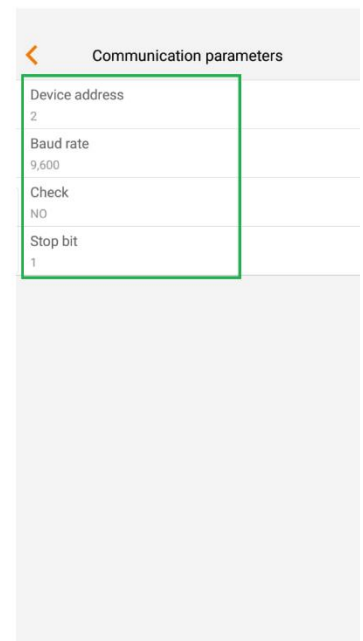 Communication parameters
Device address
2
Baud rate
9,600
Check
NO
Stop bit
1